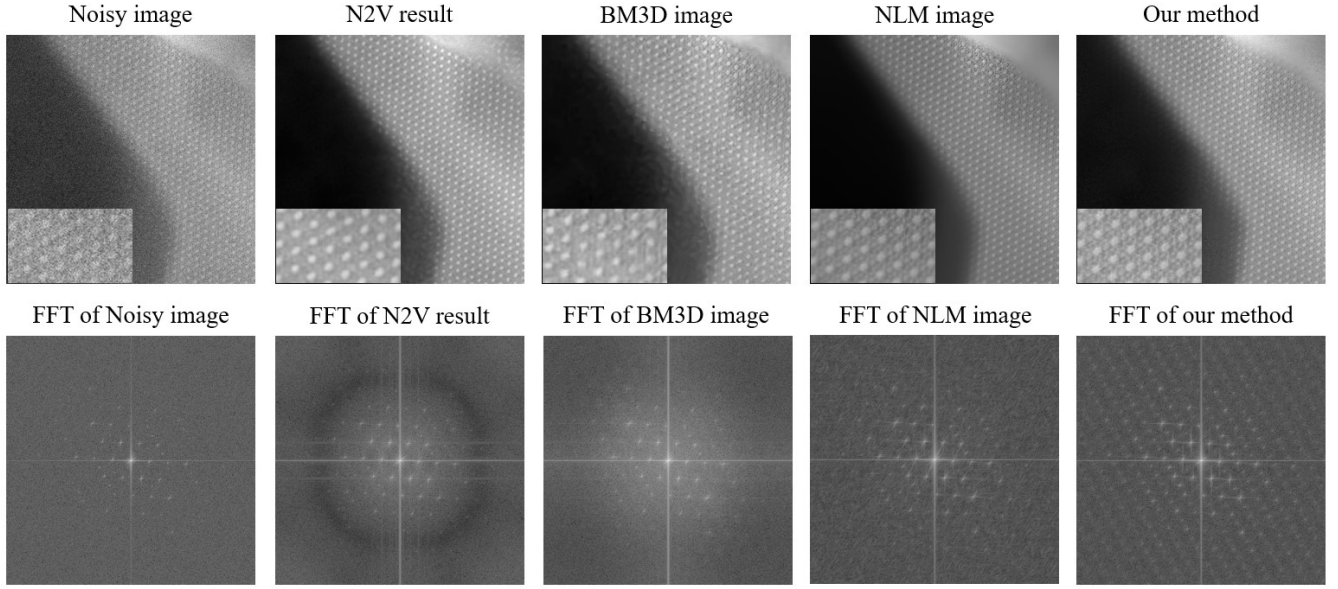 Noisy image
N2V result
BM3D image
NLM image
Our method
FFT of Noisy image
FFT of N2V result
FFT of BM3D image
FFT of NLM image
FFT of our method